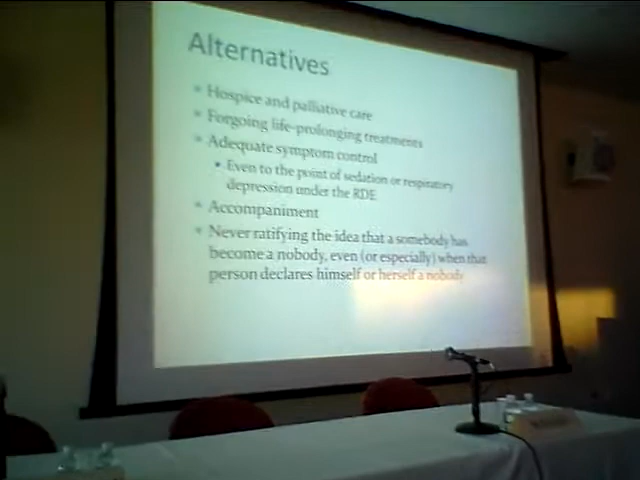 Alternatives
Hospice and palliative care
Forgoing life-prolonging treatments
Adequate symptom control
Even to the point of sedation or respiratory
depression under the RDE
Accompaniment
Never ratifying the idea that a somebody has
become a nobody, even (or especially) when that
person declares himself or herself a nobody